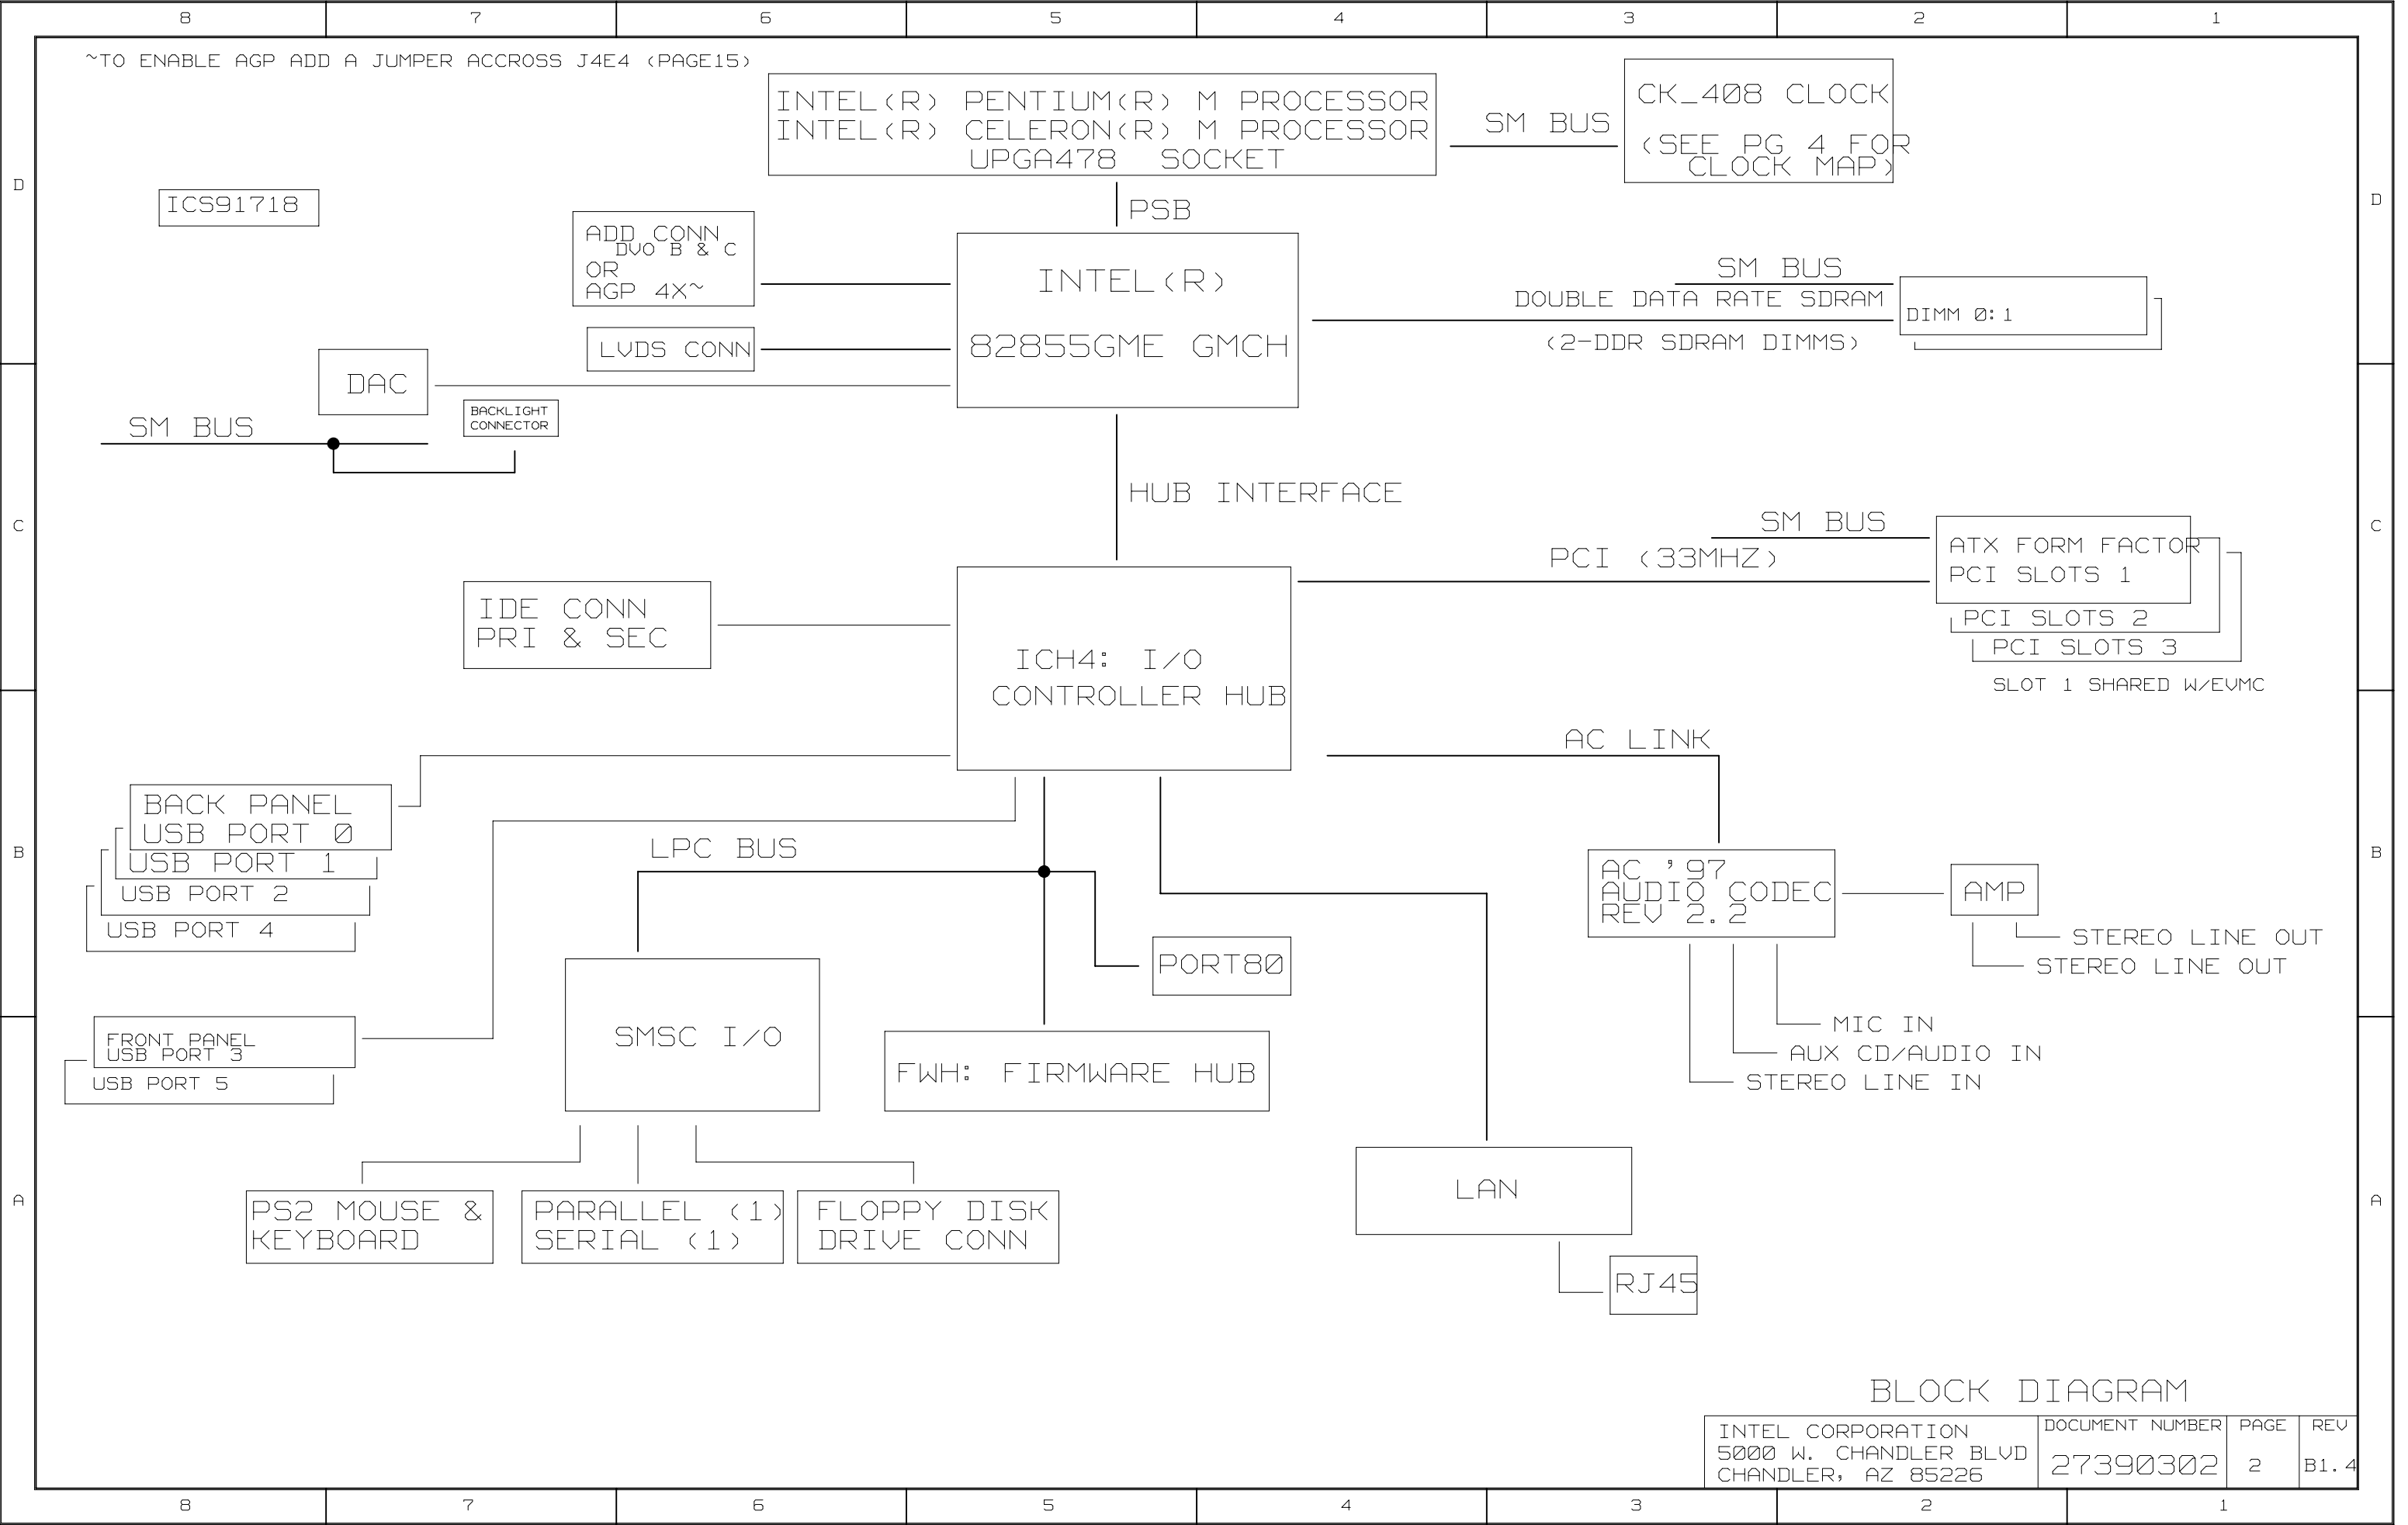 8 7 6 5 4 3 2 1
~TO ENABLE AGP ADD A JUMPER ACCROSS J4E4 (PAGE15)
INTEL(R) PENTIUM(R) M PROCESSOR
INTEL(R) CELERON(R) M PROCESSOR
UPGA478 SOCKET
SM BUS
CK_408 CLOCK
(SEE PG 4 FOR
CLOCK MAP)
D
D
ICS91718
PSB
ADD CONN
DVO B & C
OR
AGP 4X~
INTEL(R)
82855GME GMCH
SM BUS
DOUBLE DATA RATE SDRAM
(2-DDR SDRAM DIMMS)
DIMM 0:1
LVDS CONN
DAC
BACKLIGHT
CONNECTOR
SM BUS
HUB INTERFACE
C
C
SM BUS
PCI (33MHZ)
ATX FORM FACTOR
PCI SLOTS 1
PCI SLOTS 2
PCI SLOTS 3
SLOT 1 SHARED W/EVMC
IDE CONN
PRI & SEC
ICH4: I/O
CONTROLLER HUB
AC LINK
BACK PANEL
USB PORT 0
USB PORT 1
USB PORT 2
USB PORT 4
B
B
LPC BUS
AC '97
AUDIO CODEC
REV 2.2
AMP
STEREO LINE OUT
STEREO LINE OUT
PORT80
MIC IN
AUX CD/AUDIO IN
STEREO LINE IN
FRONT PANEL
USB PORT 3
USB PORT 5
SMSC I/O
FWH: FIRMWARE HUB
A
A
PS2 MOUSE &
KEYBOARD
PARALLEL (1)
SERIAL (1)
FLOPPY DISK
DRIVE CONN
LAN
RJ45
BLOCK DIAGRAM
INTEL CORPORATION
5000 W. CHANDLER BLVD
CHANDLER, AZ 85226
DOCUMENT NUMBER
27390302
PAGE
2
REV
B1.4
8 7 6 5 4 3 2 1